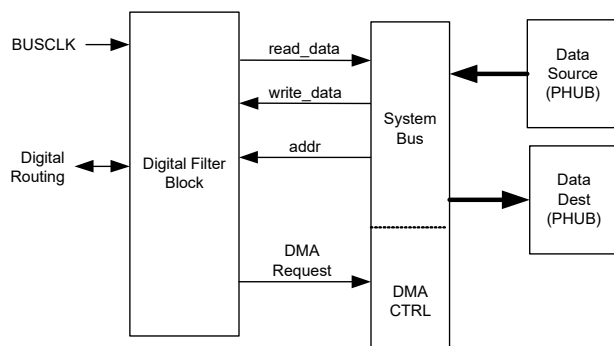 BUSCLK
Digital
Routing
Digital Filter
Block
read_data
write_data
addr
DMA
Request
System
Bus
DMA
CTRL
Data
Source
(PHUB)
Data
Dest
(PHUB)